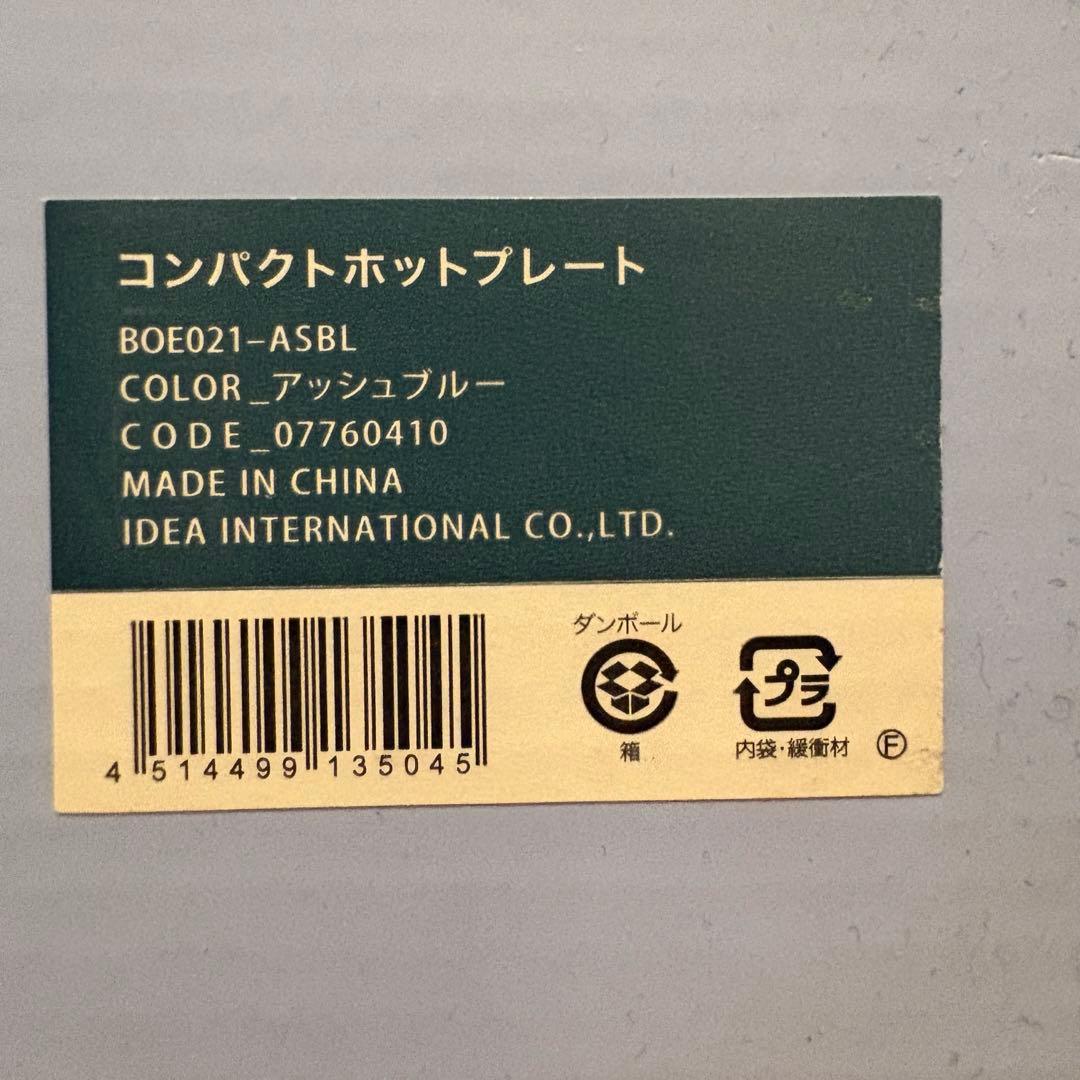 コンパクトホットプレート
BOE021-ASBL
COLOR_アッシュブルー
CODE_07760410
MADE IN CHINA
IDEA INTERNATIONAL CO.,LTD.
4 514499 135045
ダンボール
箱
プラ
内袋・緩衝材
Ⓕ